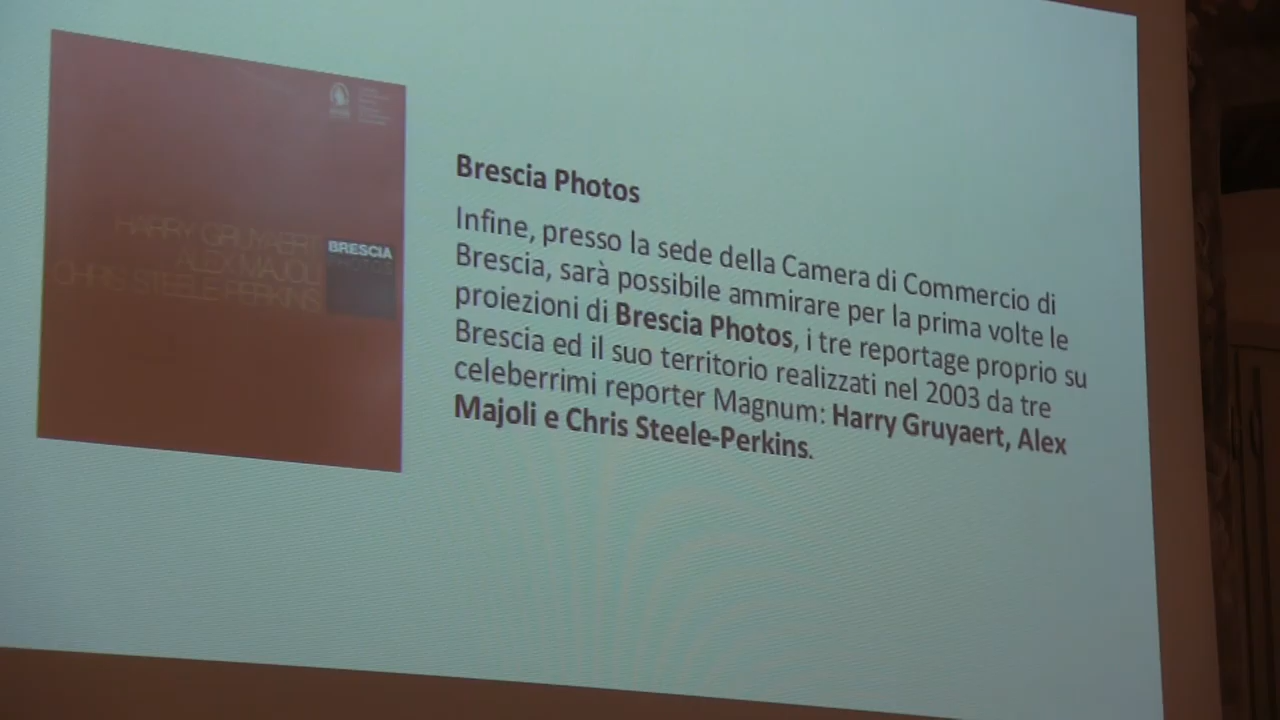 HARRY GRUYAERT
ALEX MAJOLI
CHRIS STEELE-PERKINS
BRESCIA
Brescia Photos
Infine, presso la sede della Camera di Commercio di
Brescia, sarà possibile ammirare per la prima volte le
proiezioni di Brescia Photos, i tre reportage proprio su
Brescia ed il suo territorio realizzati nel 2003 da tre
celeberrimi reporter Magnum: Harry Gruyaert, Alex
Majoli e Chris Steele-Perkins.